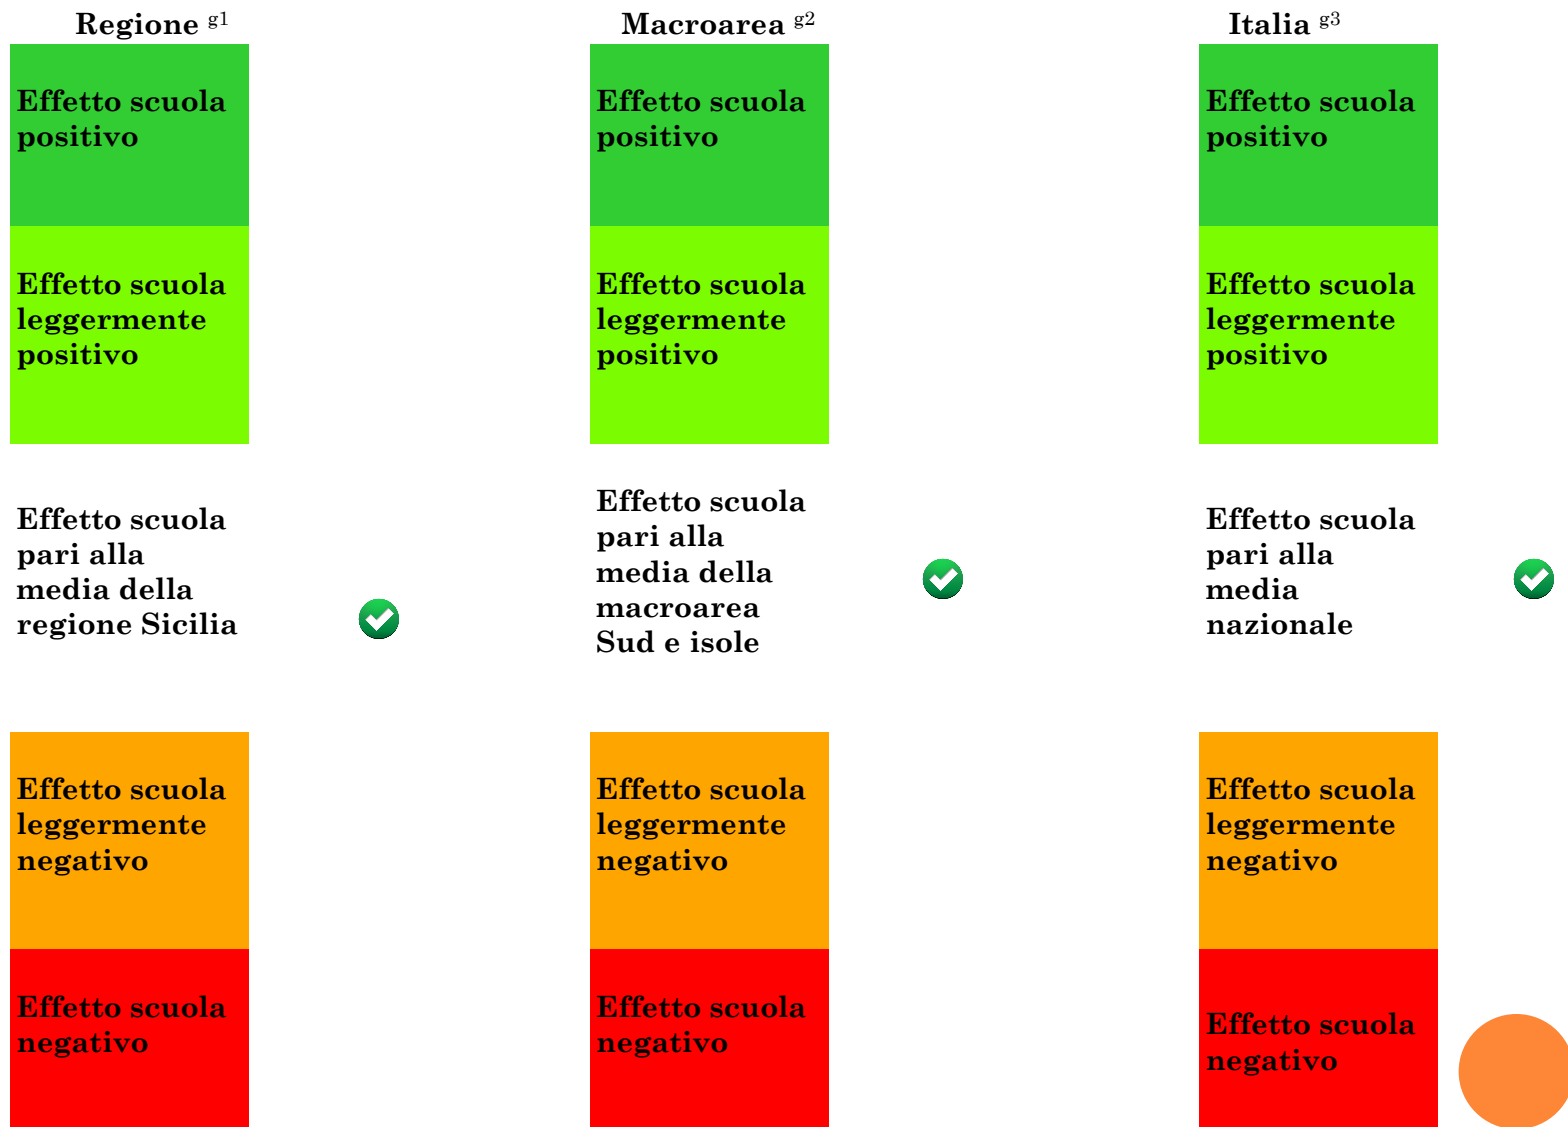 Regione g1
Effetto scuola
positivo
Effetto scuola
leggermente
positivo
Effetto scuola
pari alla
media della
regione Sicilia
Effetto scuola
leggermente
negativo
Effetto scuola
negativo
Macroarea g2
Effetto scuola
positivo
Effetto scuola
leggermente
positivo
Effetto scuola
pari alla
media della
macroarea
Sud e isole
Effetto scuola
leggermente
negativo
Effetto scuola
negativo
Italia g3
Effetto scuola
positivo
Effetto scuola
leggermente
positivo
Effetto scuola
pari alla
media
nazionale
Effetto scuola
leggermente
negativo
Effetto scuola
negativo